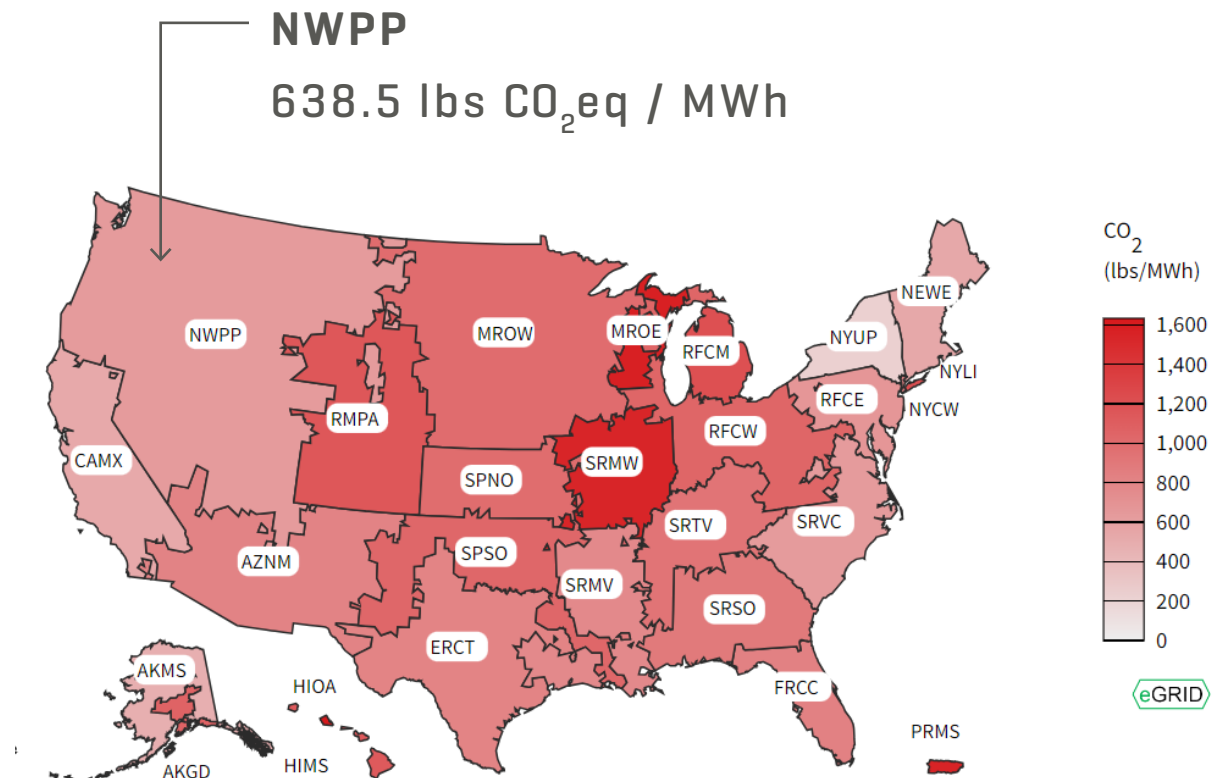 NWPP
638.5 lbs CO₂eq / MWh
CO₂
(lbs/MWh)
1,600
1,400
1,200
1,000
800
600
400
200
0
eGRID
NWPP
MROW
MROE
RFCM
NYUP
NEWE
NYLI
NYCW
RFCE
RMPA
RFCW
CAMX
SPNO
SRMW
SRTV
SRVC
AZNM
SPSO
SRMV
SRSO
ERCT
FRCC
AKMS
HIOA
PRMS
AKGD
HIMS